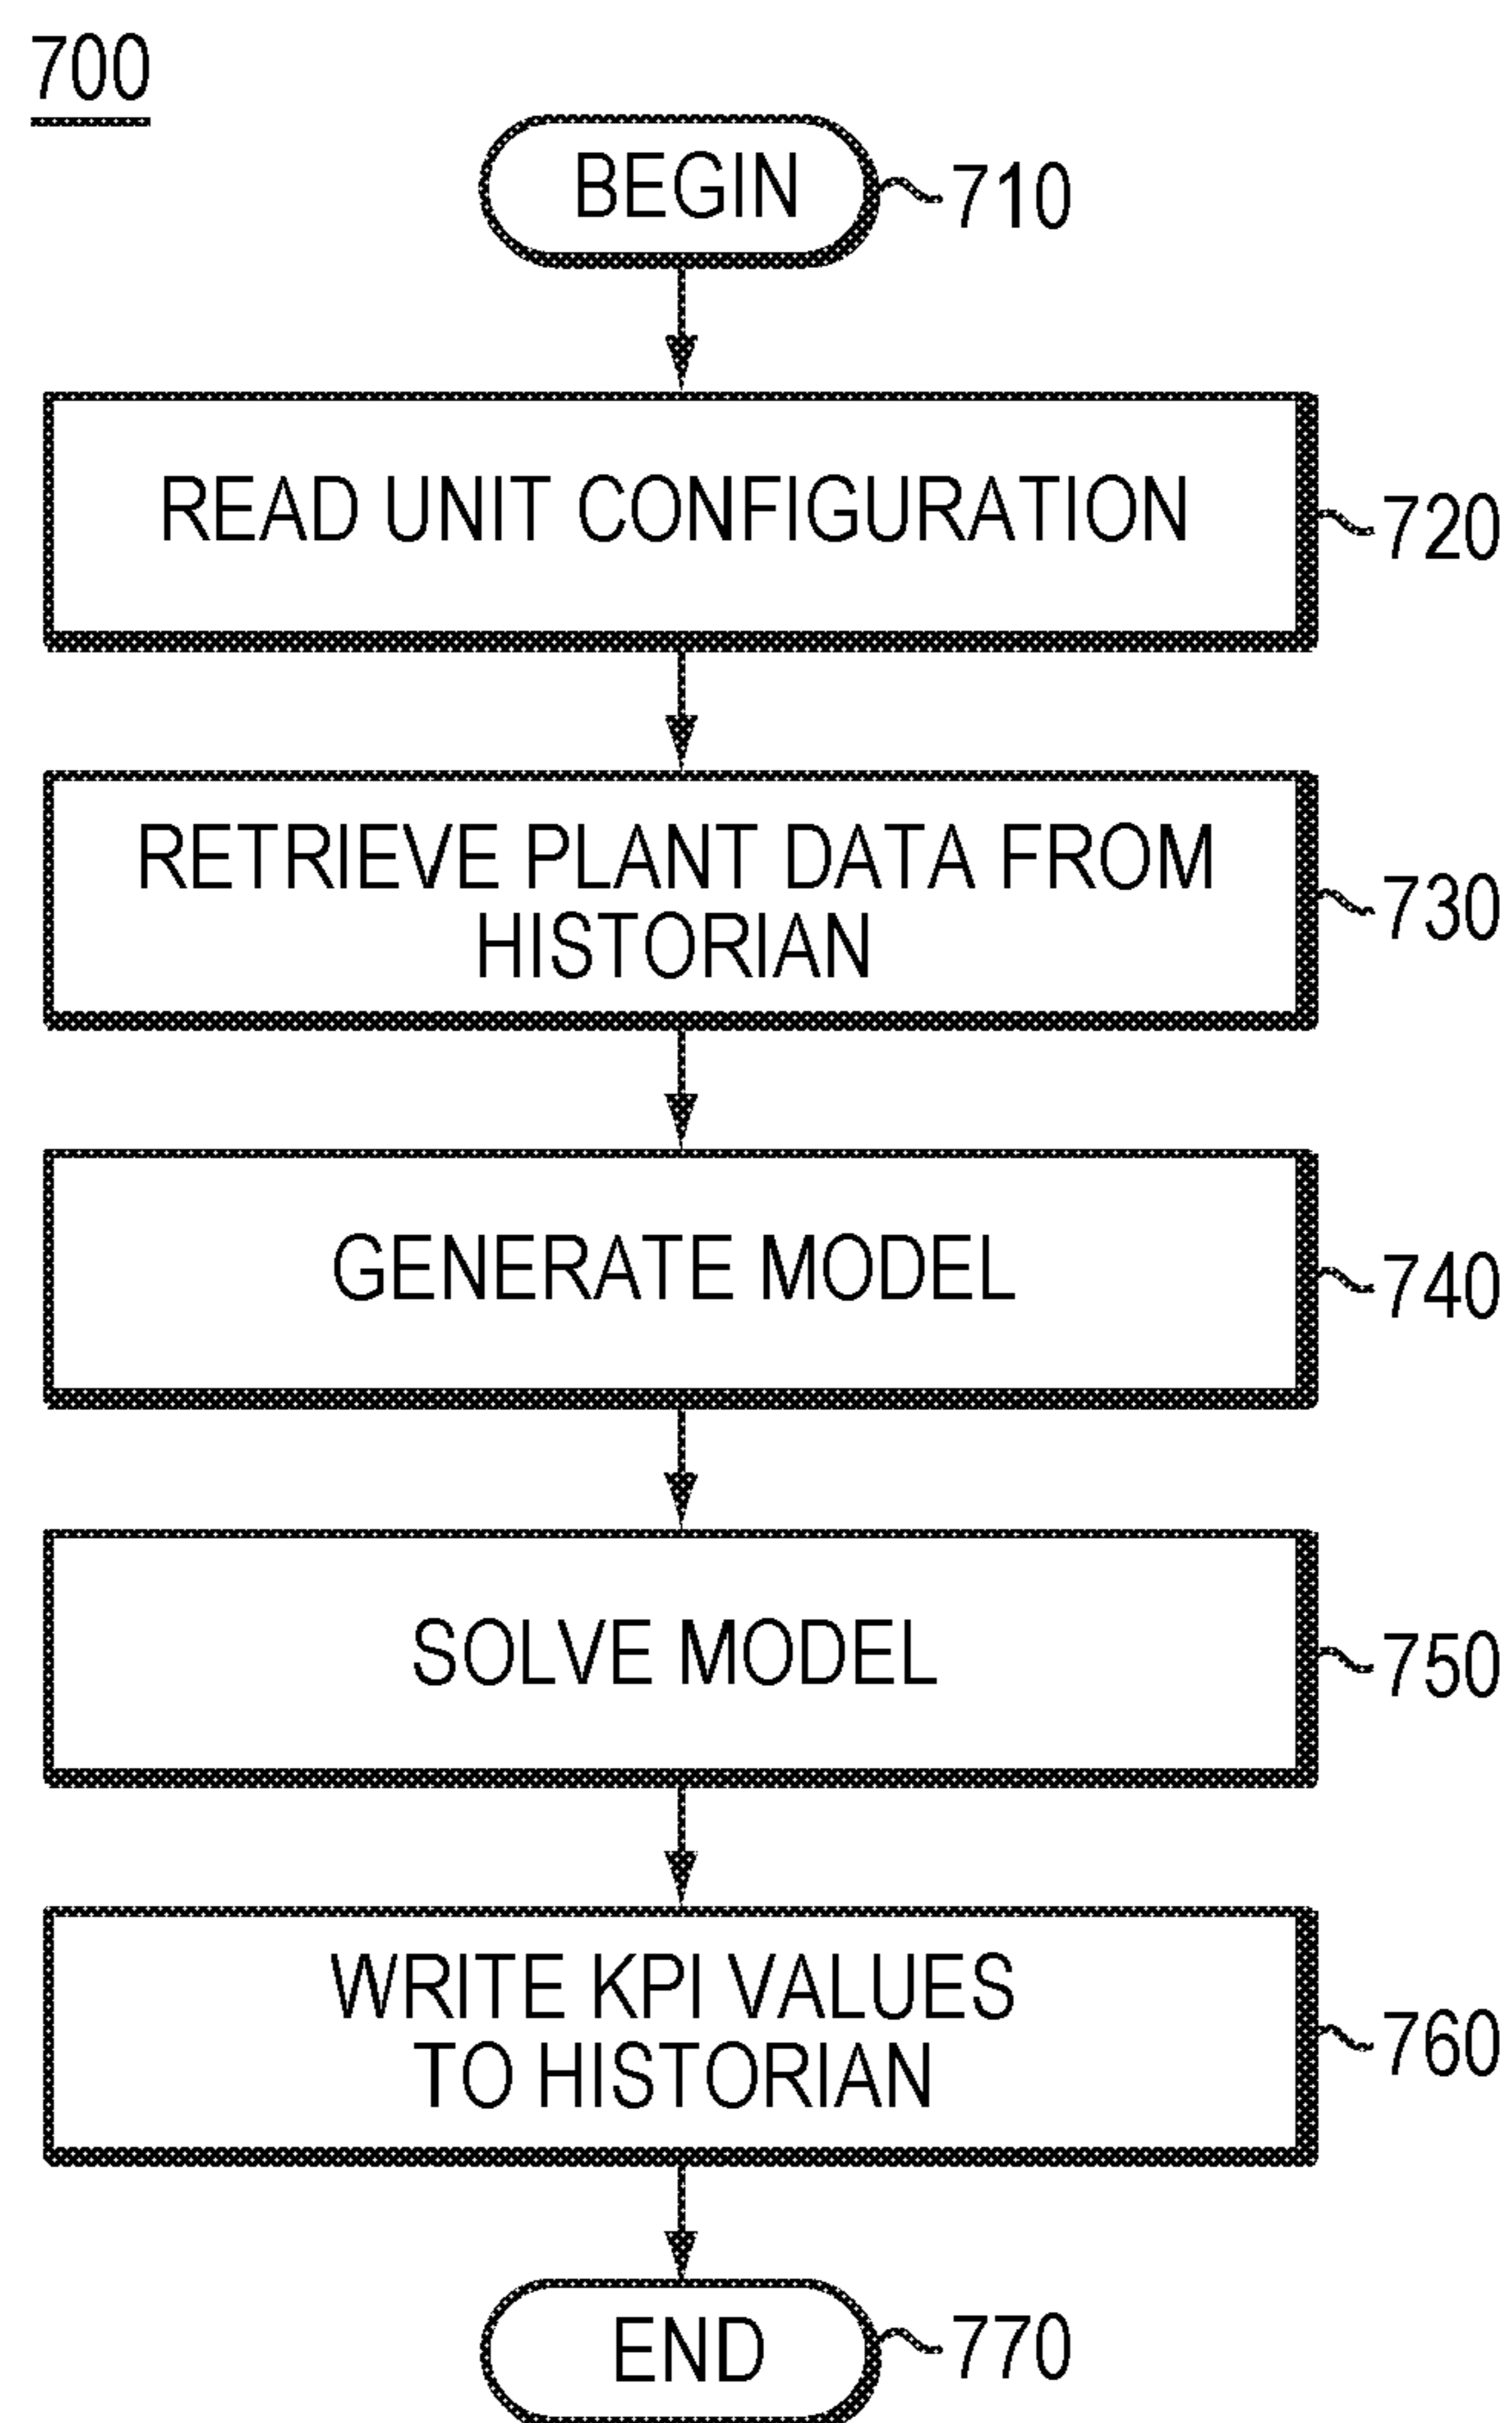 700
BEGIN
710
READ UNIT CONFIGURATION
720
RETRIEVE PLANT DATA FROM
HISTORIAN
730
GENERATE MODEL
740
SOLVE MODEL
750
WRITE KPI VALUES
TO HISTORIAN
760
END
770